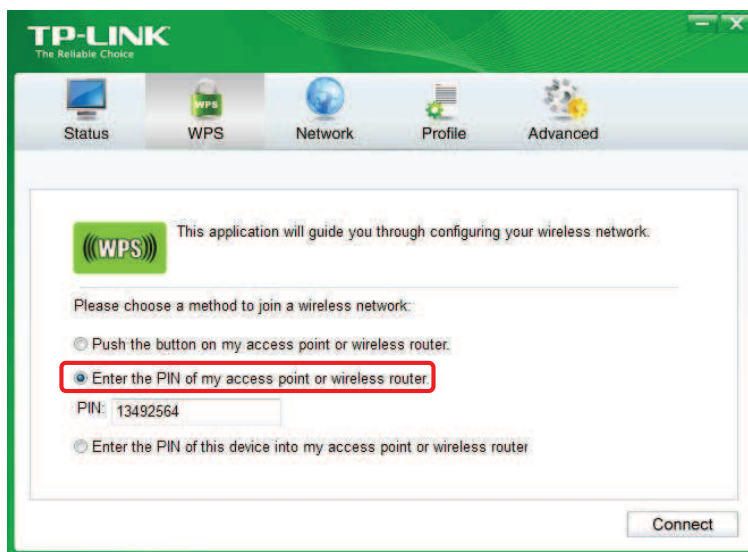 TP-LINK
The Reliable Choice
Status WPS Network Profile Advanced
WPS
(((WPS)))
This application will guide you through configuring your wireless network.
Please choose a method to join a wireless network:
Push the button on my access point or wireless router.
Enter the PIN of my access point or wireless router.
PIN: 13492564
Enter the PIN of this device into my access point or wireless router
Connect